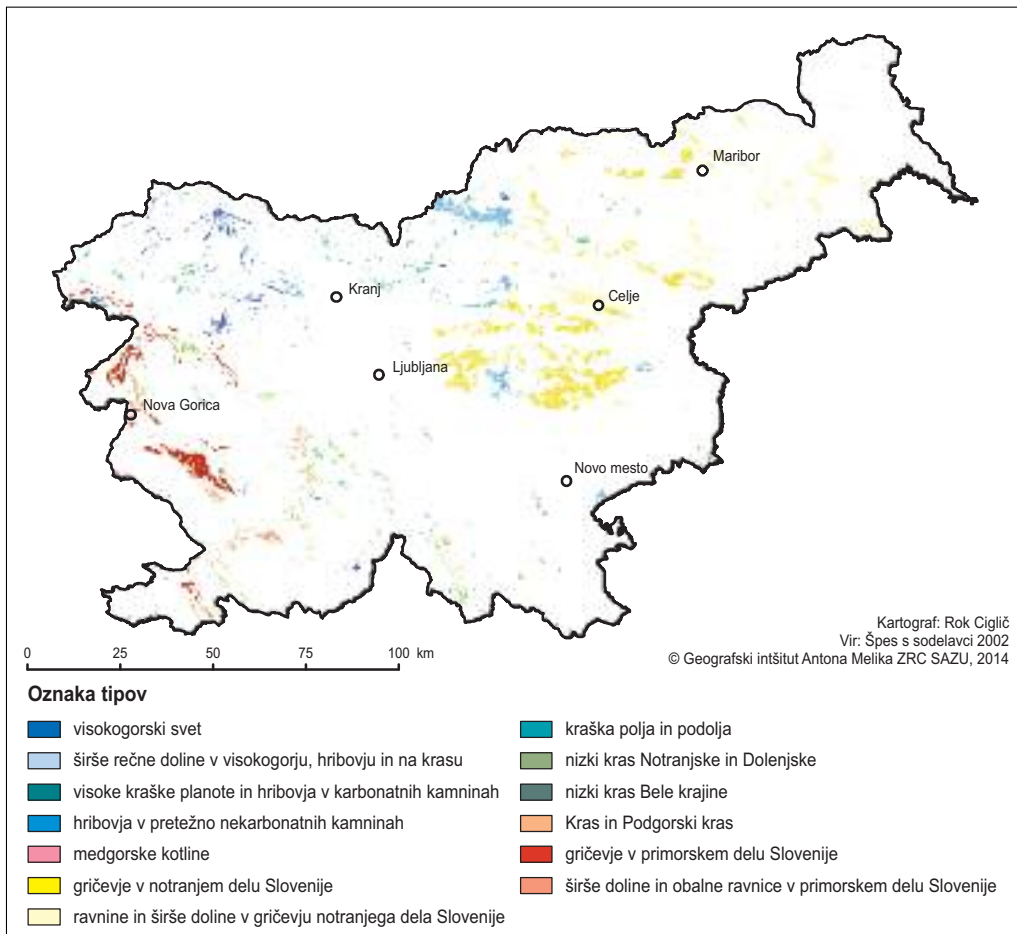 Maribor
Kranj
Celje
Ljubljana
Nova Gorica
Novo mesto
Kartograf: Rok Ciglič
Vir: Špes s sodelavci 2002
© Geografski intšitut Antona Melika ZRC SAZU, 2014
0 25 50 75 100 km
Oznaka tipov
visokogorski svet
širše rečne doline v visokogorju, hribovju in na krasu
visoke kraške planote in hribovja v karbonatnih kamninah
hribovja v pretežno nekarbonatnih kamninah
medgorske kotline
gričevje v notranjem delu Slovenije
ravnine in širše doline v gričevju notranjega dela Slovenije
kraška polja in podolja
nizki kras Notranjske in Dolenjske
nizki kras Bele krajine
Kras in Podgorski kras
gričevje v primorskem delu Slovenije
širše doline in obalne ravnice v primorskem delu Slovenije